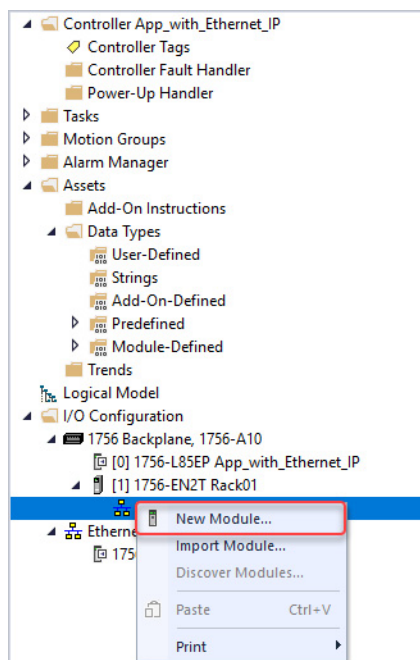 Controller App_with_Ethernet_IP
Controller Tags
Controller Fault Handler
Power-Up Handler
Tasks
Motion Groups
Alarm Manager
Assets
Add-On Instructions
Data Types
User-Defined
Strings
Add-On-Defined
Predefined
Module-Defined
Trends
Logical Model
I/O Configuration
1756 Backplane, 1756-A10
[0] 1756-L85EP App_with_Ethernet_IP
[1] 1756-EN2T Rack01
New Module...
Import Module...
Discover Modules...
Paste Ctrl+V
Print